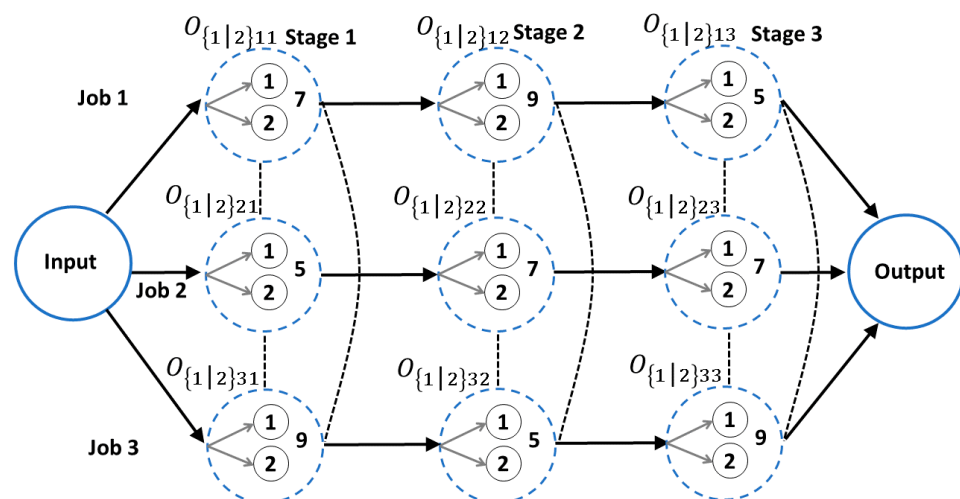 O{1|2}11 Stage 1 O{1|2}12 Stage 2 O{1|2}13 Stage 3
Job 1
1 7 1 9 1 5
2 2 2
O{1|2}21 O{1|2}22 O{1|2}23
Input 1 5 1 7 1 7 Output
Job 2 2 2 2
O{1|2}31 O{1|2}32 O{1|2}33
Job 3
1 9 1 5 1 9
2 2 2